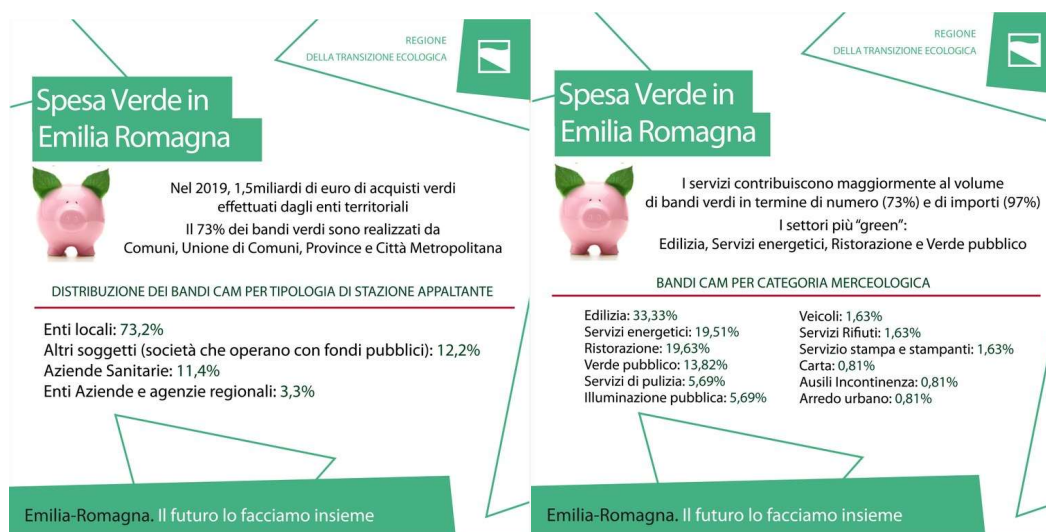 REGIONE
DELLA TRANSIZIONE ECOLOGICA
Spesa Verde in
Emilia Romagna
Nel 2019, 1,5miliardi di euro di acquisti verdi
effettuati dagli enti territoriali
Il 73% dei bandi verdi sono realizzati da
Comuni, Unione di Comuni, Province e Città Metropolitana
DISTRIBUZIONE DEI BANDI CAM PER TIPOLOGIA DI STAZIONE APPALTANTE
Enti locali: 73,2%
Altri soggetti (società che operano con fondi pubblici): 12,2%
Aziende Sanitarie: 11,4%
Enti Aziende e agenzie regionali: 3,3%
Emilia-Romagna. Il futuro lo facciamo insieme
REGIONE
DELLA TRANSIZIONE ECOLOGICA
Spesa Verde in
Emilia Romagna
I servizi contribuiscono maggiormente al volume
di bandi verdi in termine di numero (73%) e di importi (97%)
I settori più “green”:
Edilizia, Servizi energetici, Ristorazione e Verde pubblico
BANDI CAM PER CATEGORIA MERCEOLOGICA
Edilizia: 33,33%
Servizi energetici: 19,51%
Ristorazione: 19,63%
Verde pubblico: 13,82%
Servizi di pulizia: 5,69%
Illuminazione pubblica: 5,69%
Veicoli: 1,63%
Servizi Rifiuti: 1,63%
Servizio stampa e stampanti: 1,63%
Carta: 0,81%
Ausili Incontinenza: 0,81%
Arredo urbano: 0,81%
Emilia-Romagna. Il futuro lo facciamo insieme